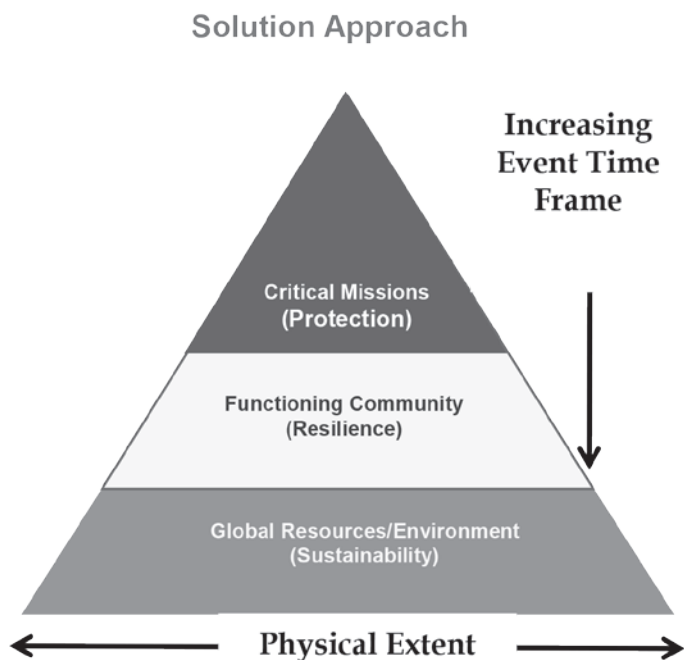 Solution Approach
Increasing
Event Time
Frame
Critical Missions
(Protection)
Functioning Community
(Resilience)
Global Resources/Environment
(Sustainability)
Physical Extent